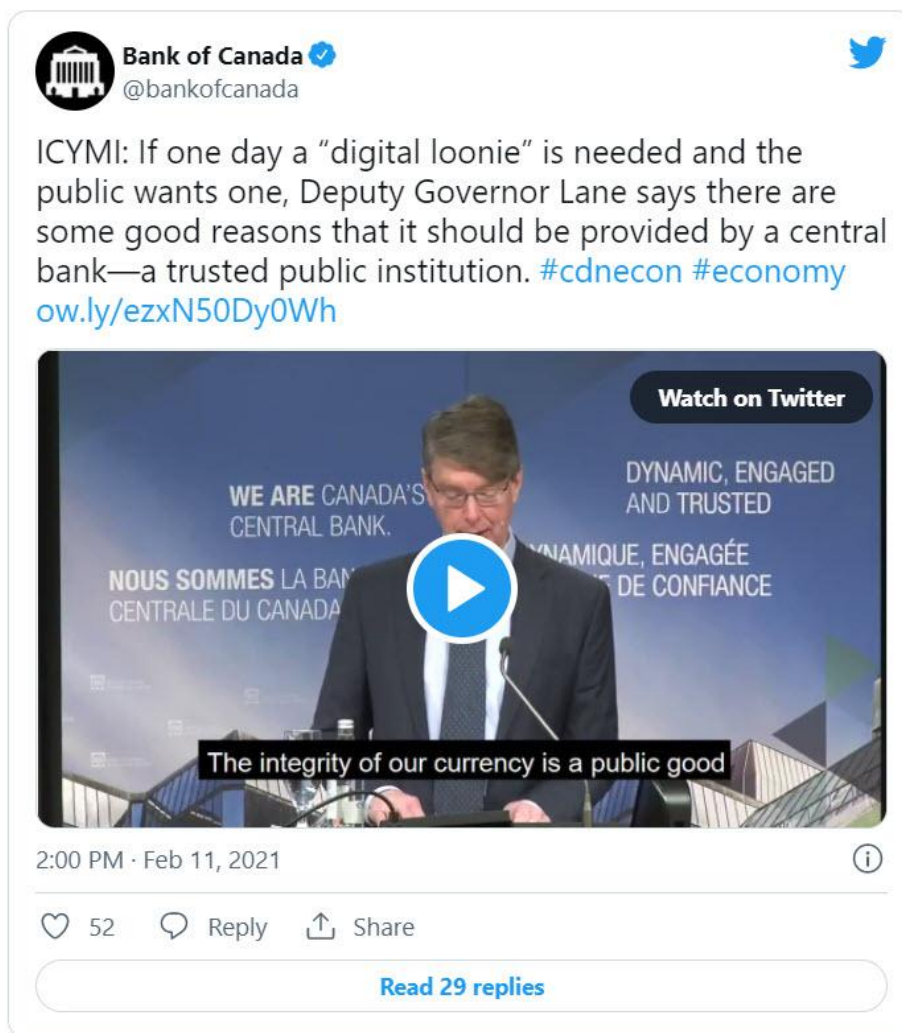 Bank of Canada
@bankofcanada
ICYMI: If one day a “digital loonie” is needed and the
public wants one, Deputy Governor Lane says there are
some good reasons that it should be provided by a central
bank—a trusted public institution. #cdnecon #economy
ow.ly/ezxN50Dy0Wh
Watch on Twitter
WE ARE CANADA'S
CENTRAL BANK.
DYNAMIC, ENGAGED
AND TRUSTED
NOUS SOMMES LA BAN
CENTRALE DU CANADA
YNAMIQUE, ENGAGÉE
DE CONFIANCE
The integrity of our currency is a public good
2:00 PM · Feb 11, 2021
52 Reply Share
Read 29 replies